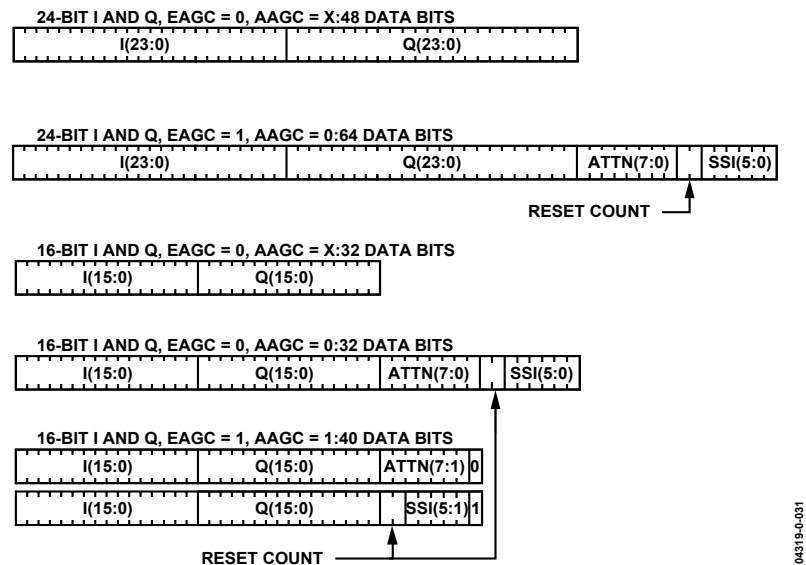 24-BIT I AND Q, EAGC = 0, AAGC = X:48 DATA BITS
I(23:0) Q(23:0)
24-BIT I AND Q, EAGC = 1, AAGC = 0:64 DATA BITS
I(23:0) Q(23:0) ATTN(7:0) SSI(5:0)
RESET COUNT
16-BIT I AND Q, EAGC = 0, AAGC = X:32 DATA BITS
I(15:0) Q(15:0)
16-BIT I AND Q, EAGC = 0, AAGC = 0:32 DATA BITS
I(15:0) Q(15:0) ATTN(7:0) SSI(5:0)
16-BIT I AND Q, EAGC = 1, AAGC = 1:40 DATA BITS
I(15:0) Q(15:0) ATTN(7:1) 0
I(15:0) Q(15:0) SSI(5:1) 1
RESET COUNT
04319-0-031